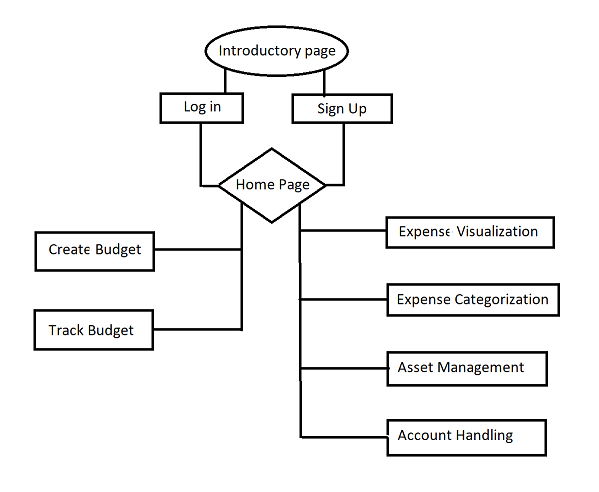 Introductory page
Log in
Sign Up
Home Page
Create Budget
Track Budget
Expense Visualization
Expense Categorization
Asset Management
Account Handling